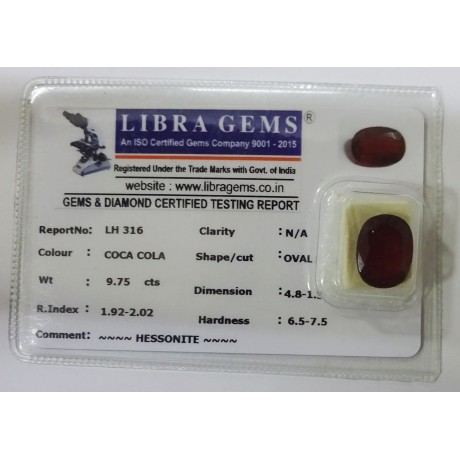 LIBRA GEMS ®
An ISO Certified Gems Company 9001 - 2015
Registered Under the Trade Marks with Govt. of India
website : www.libragems.co.in
GEMS & DIAMOND CERTIFIED TESTING REPORT
ReportNo: LH 316 Clarity : N/A
Colour : COCA COLA Shape/cut : OVAL
Wt : 9.75 cts Dimension : 4.8-1.
R.Index : 1.92-2.02 Hardness : 6.5-7.5
Comment: ~~~~ HESSONITE ~~~~